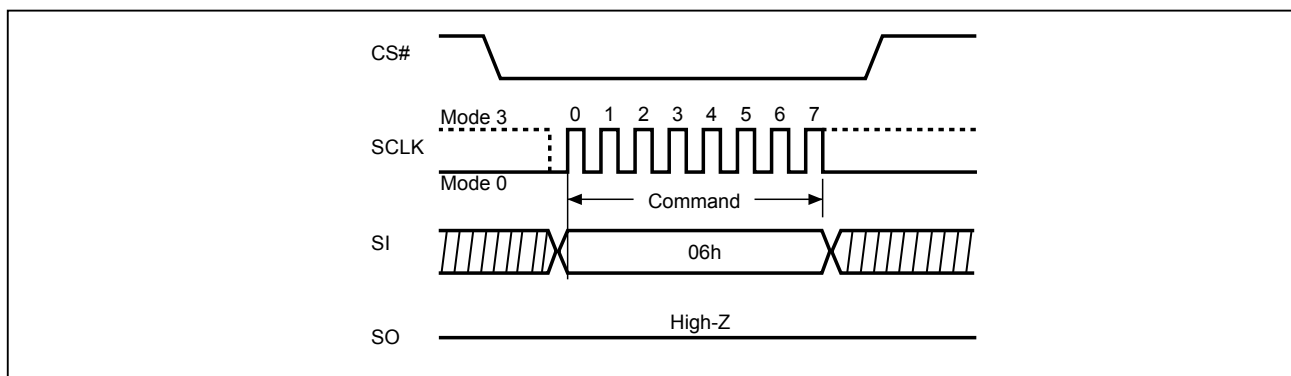 CS#
Mode 3
0 1 2 3 4 5 6 7
SCLK
Mode 0
Command
SI
06h
High-Z
SO